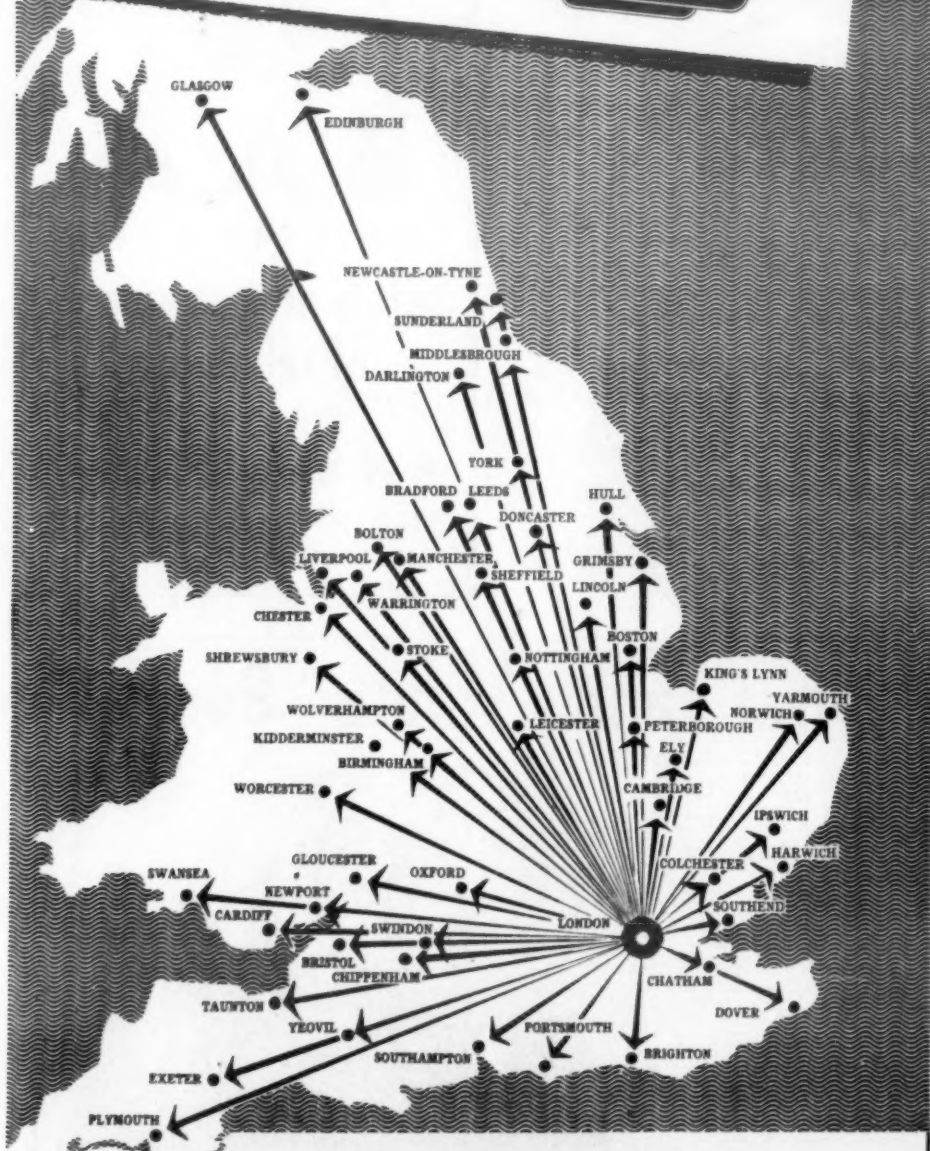 GLASGOW
EDINBURGH
NEWCASTLE-ON-TYNE
SUNDERLAND
MIDDLESBROUGH
DARLINGTON
YORK
BRADFORD
LEEDS
HULL
DONCASTER
BOLTON
LIVERPOOL
MANCHESTER
GRIMSBY
SHEFFIELD
LINCOLN
WARRINGTON
CHESTER
BOSTON
STOKE
SHREWSBURY
NOTTINGHAM
KING'S LYNN
YARMOUTH
WOLVERHAMPTON
NORWICH
LEICESTER
PETERBOROUGH
KIDDERMINSTER
ELY
BIRMINGHAM
CAMBRIDGE
WORCESTER
IPSWICH
HARWICH
COLCHESTER
GLOUCESTER
OXFORD
SWANSEA
NEWPORT
SOUTHEND
CARDIFF
LONDON
SWINDON
BRISTOL
CHIPPENHAM
CHATHAM
TAUNTON
DOVER
YEOVIL
PORTSMOUTH
SOUTHAMPTON
BRIGHTON
EXETER
PLYMOUTH